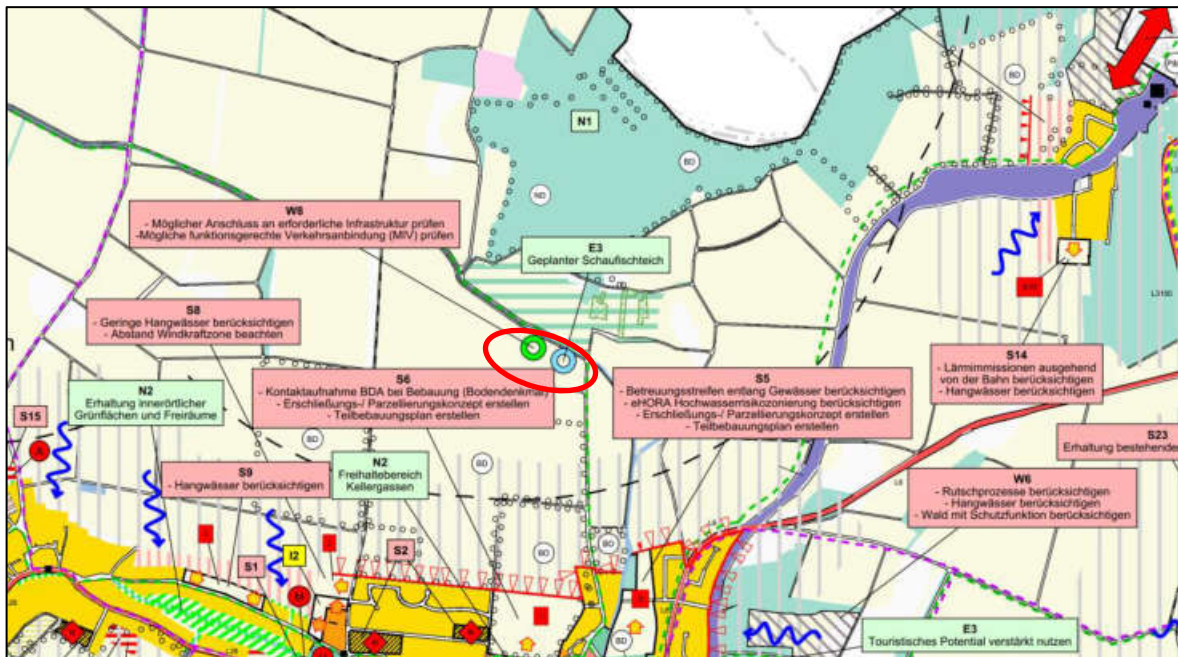 BD
N1
BD
ND
BD
W8
- Möglicher Anschluss an erforderliche Infrastruktur prüfen
-Mögliche funktionsgerechte Verkehrsanbindung (MIV) prüfen
E3
Geplanter Schaufischteich
S8
- Geringe Hangwässer berücksichtigen
- Abstand Windkraftzone beachten
L3100
N2
Erhaltung innerörtlicher
Grünflächen und Freiräume
S6
- Kontaktaufnahme BDA bei Bebauung (Bodendenkmal)
- Erschließungs-/ Parzellierungskonzept erstellen
- Teilbebauungsplan erstellen
S5
- Betreuungsstreifen entlang Gewässer berücksichtigen
- eHORA Hochwasserrisikozonierung berücksichtigen
- Erschließungs-/ Parzellierungskonzept erstellen
- Teilbebauungsplan erstellen
S14
- Lärmimmissionen ausgehend
von der Bahn berücksichtigen
- Hangwässer berücksichtigen
S15
A
S23
Erhaltung bestehender
BD
BD
S9
- Hangwässer berücksichtigen
N2
Freihaltebereich
Kellergassen
L8
W6
- Rutschprozesse berücksichtigen
- Hangwässer berücksichtigen
- Wald mit Schutzfunktion berücksichtigen
I2
S2
S1
BD
BD
BD
E3
Touristisches Potential verstärkt nutzen